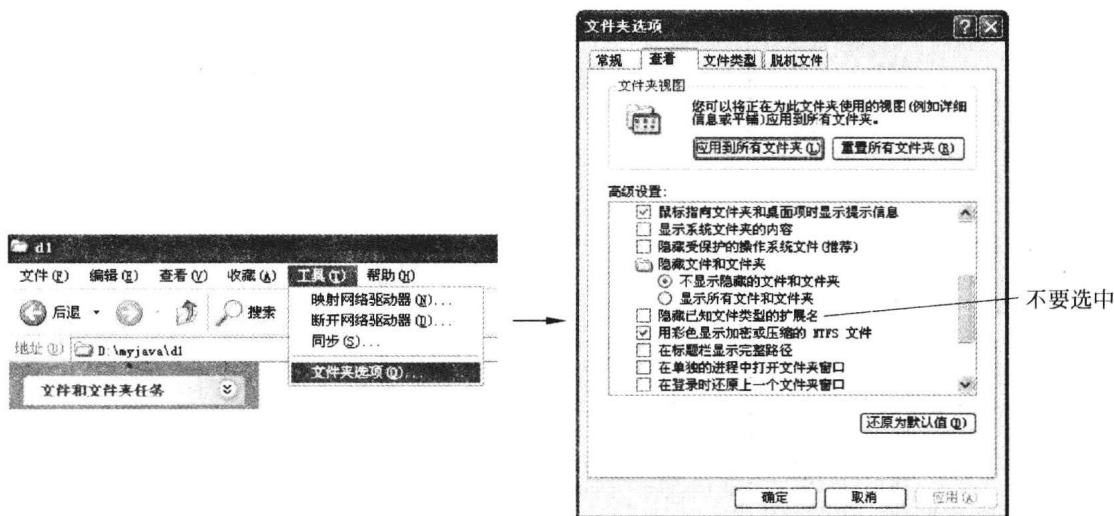 d1
文件(F) 编辑(E) 查看(V) 收藏(A) 工具(T) 帮助(H)
后退 搜索
地址(D) D:\myjava\d1
文件和文件夹任务
映射网络驱动器(N)...
断开网络驱动器(D)...
同步(S)...
文件夹选项(O)...
文件夹选项
常规 查看 文件类型 脱机文件
文件夹视图
您可以将正在为此文件夹使用的视图(例如详细
信息或平铺)应用到所有文件夹。
应用到所有文件夹(L) 重置所有文件夹(R)
高级设置:
鼠标指向文件夹和桌面项时显示提示信息
显示系统文件夹的内容
隐藏受保护的操作系统文件(推荐)
隐藏文件和文件夹
不显示隐藏的文件和文件夹
显示所有文件和文件夹
隐藏已知文件类型的扩展名
用彩色显示加密或压缩的 NTFS 文件
在标题栏显示完整路径
在单独的进程中打开文件夹窗口
在登录时还原上一个文件夹窗口
还原为默认值(D)
确定 取消 应用(A)
不要选中